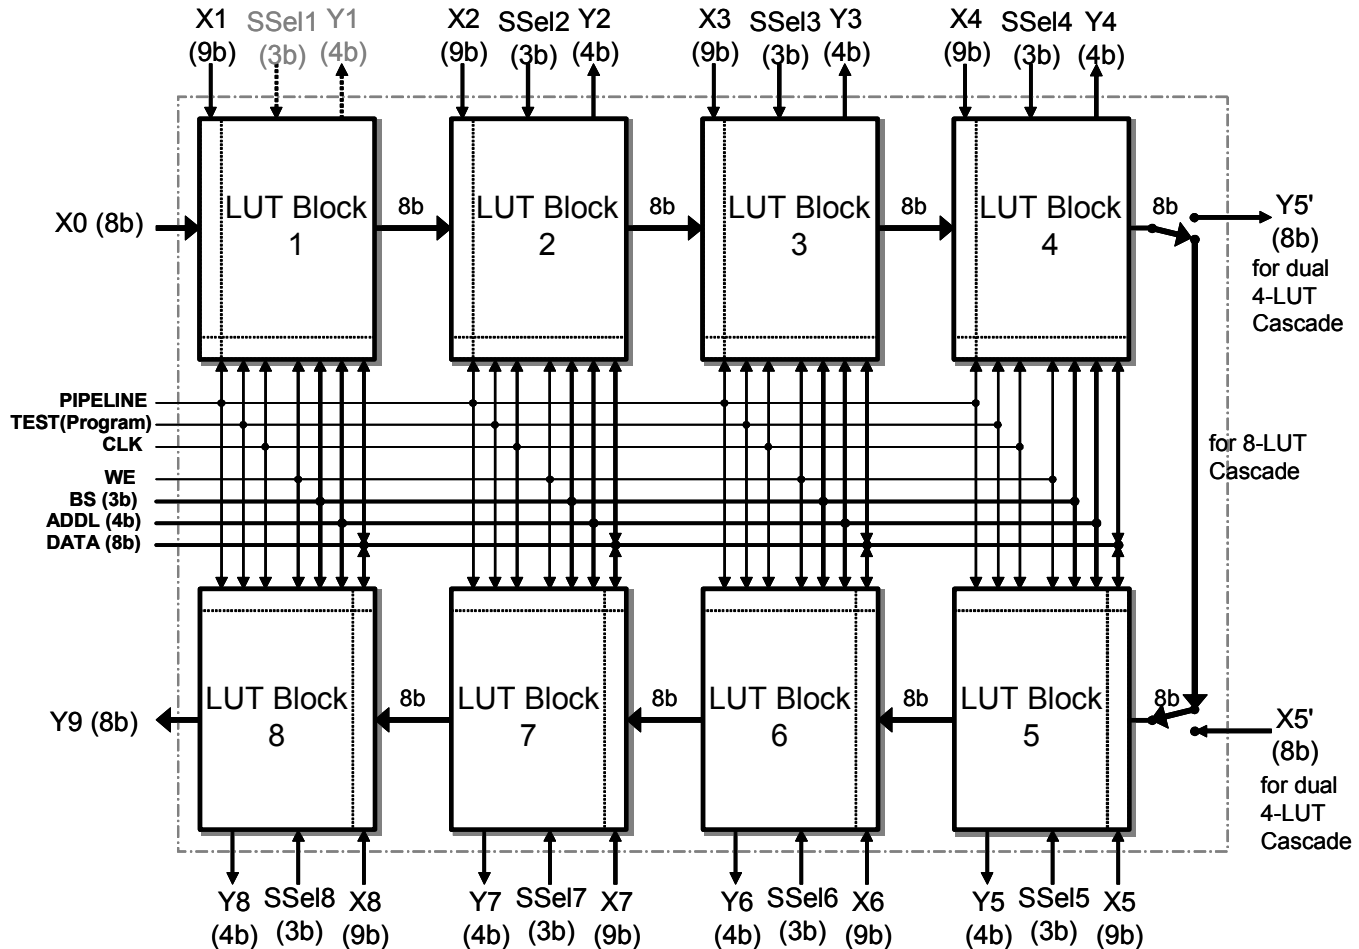 X1 SSel1 Y1 X2 SSel2 Y2 X3 SSel3 Y3 X4 SSel4 Y4
(9b) (3b) (4b) (9b) (3b) (4b) (9b) (3b) (4b) (9b) (3b) (4b)
X0 (8b)
LUT Block
1
8b
LUT Block
2
8b
LUT Block
3
8b
LUT Block
4
8b
Y5'
(8b)
for dual
4-LUT
Cascade
PIPELINE
TEST(Program)
CLK
WE
BS (3b)
ADDL (4b)
DATA (8b)
for 8-LUT
Cascade
Y9 (8b)
LUT Block
8
8b
LUT Block
7
8b
LUT Block
6
8b
LUT Block
5
8b
X5'
(8b)
for dual
4-LUT
Cascade
Y8 SSel8 X8 Y7 SSel7 X7 Y6 SSel6 X6 Y5 SSel5 X5
(4b) (3b) (9b) (4b) (3b) (9b) (4b) (3b) (9b) (4b) (3b) (9b)